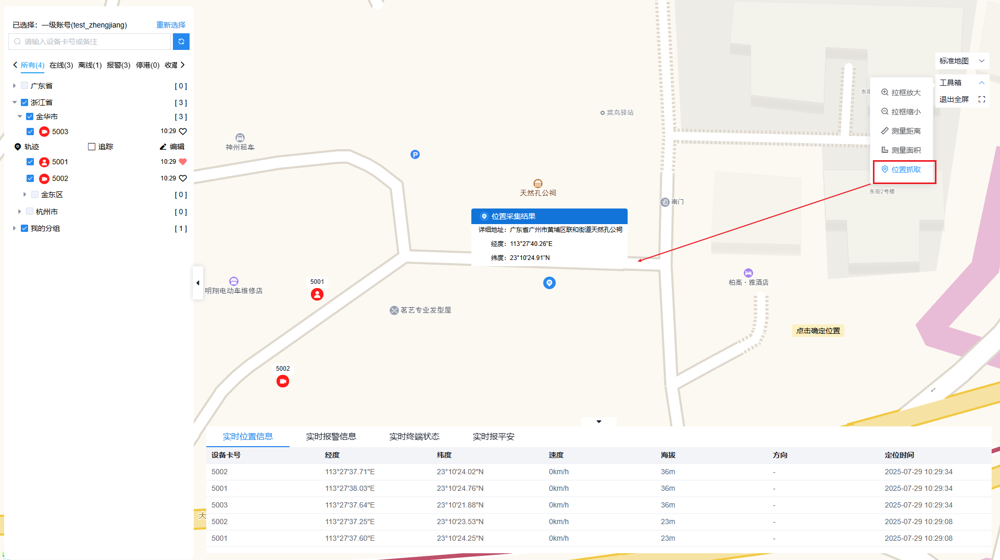 已选择：一级账号(test_zhengjiang) 重新选择
请输入设备卡号或备注
所有(4) 在线(3) 离线(1) 报警(3) 停港(0) 收藏
广东省 [ 0 ]
浙江省 [ 3 ]
金华市 [ 3 ]
5003 10:29
轨迹 追踪 编辑
5001 10:29
5002 10:29
金东区 [ 0 ]
杭州市 [ 0 ]
我的分组 [ 1 ]
标准地图
工具箱
退出全屏
拉框放大
拉框缩小
测量距离
测量面积
位置抓取
东街2号楼
菜鸟驿站
神州租车
P
天然孔公祠
南门
位置采集结果
详细地址：广东省广州市黄埔区联和街道天然孔公祠
经度：113°27'40.26"E
纬度：23°10'24.91"N
柏高・雅酒店
明翔电动车维修店
5001
茗艺专业发型屋
点击确定位置
5002
大
实时位置信息 实时报警信息 实时终端状态 实时报平安
设备卡号 经度 纬度 速度 海拔 方向 定位时间
5002 113°27'37.71"E 23°10'24.02"N 0km/h 36m - 2025-07-29 10:29:34
5001 113°27'38.03"E 23°10'24.76"N 0km/h 36m - 2025-07-29 10:29:34
5003 113°27'37.64"E 23°10'21.88"N 0km/h 36m - 2025-07-29 10:29:34
5002 113°27'37.25"E 23°10'23.53"N 0km/h 23m - 2025-07-29 10:29:08
5001 113°27'37.60"E 23°10'24.25"N 0km/h 23m - 2025-07-29 10:29:08